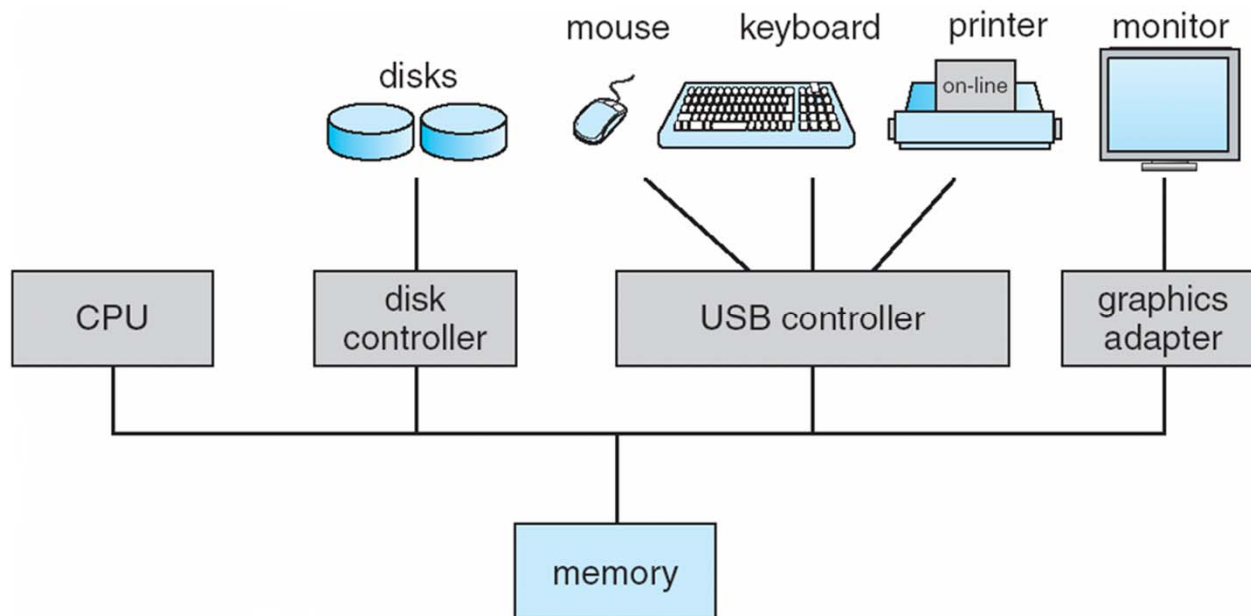 mouse
keyboard
printer
monitor
disks
on-line
CPU
disk
controller
USB controller
graphics
adapter
memory